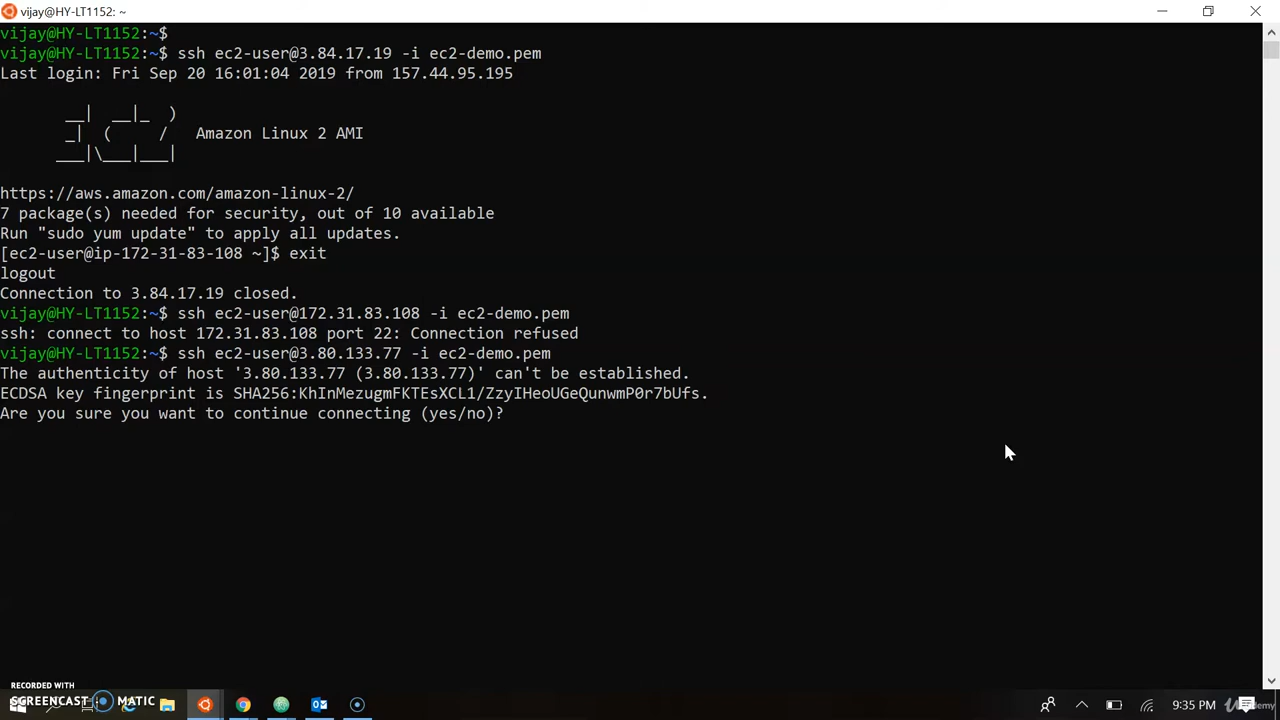 vijay@HY-LT1152: ~
vijay@HY-LT1152:~$
vijay@HY-LT1152:~$ ssh ec2-user@3.84.17.19 -i ec2-demo.pem
Last login: Fri Sep 20 16:01:04 2019 from 157.44.95.195
__| __|_ )
_| ( / Amazon Linux 2 AMI
___|\___|___|
https://aws.amazon.com/amazon-linux-2/
7 package(s) needed for security, out of 10 available
Run "sudo yum update" to apply all updates.
[ec2-user@ip-172-31-83-108 ~]$ exit
logout
Connection to 3.84.17.19 closed.
vijay@HY-LT1152:~$ ssh ec2-user@172.31.83.108 -i ec2-demo.pem
ssh: connect to host 172.31.83.108 port 22: Connection refused
vijay@HY-LT1152:~$ ssh ec2-user@3.80.133.77 -i ec2-demo.pem
The authenticity of host '3.80.133.77 (3.80.133.77)' can't be established.
ECDSA key fingerprint is SHA256:KhInMezugmFKTEsXCL1/ZzyIHeoUGeQunwmP0r7bUfs.
Are you sure you want to continue connecting (yes/no)?
RECORDED WITH
SCREENCAST MATIC
9:35 PM
Udemy